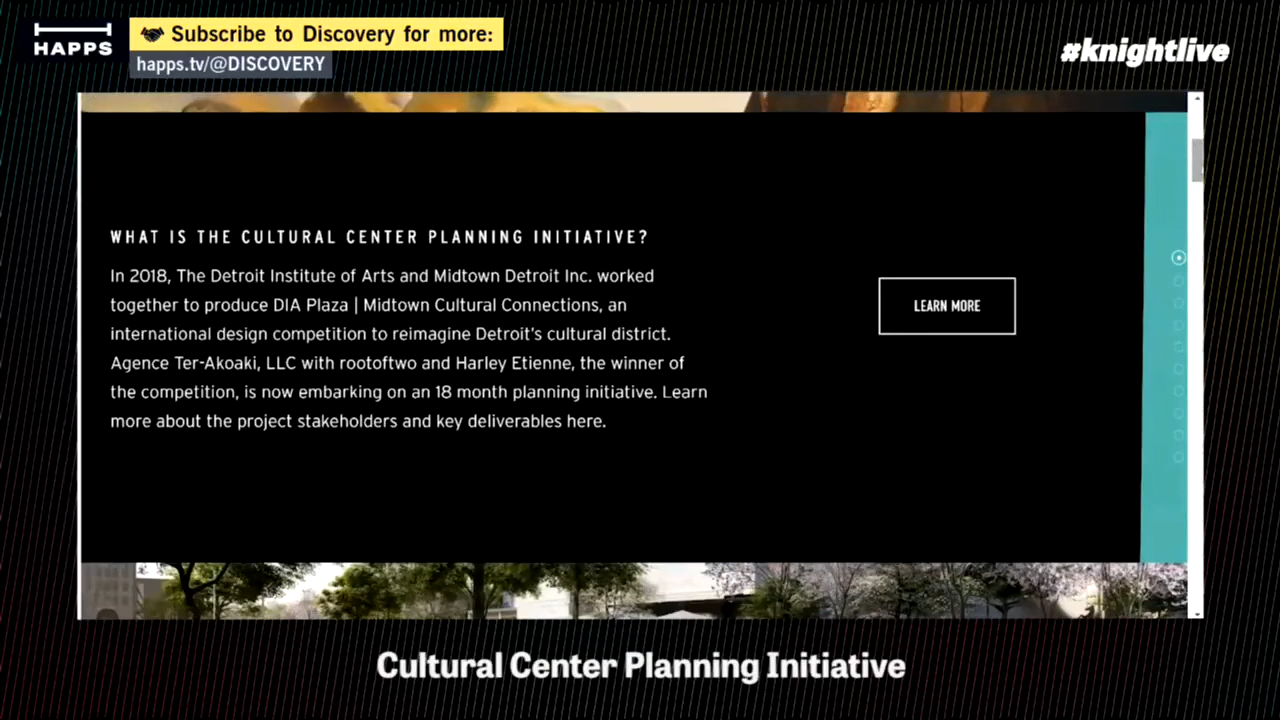 HAPPS
Subscribe to Discovery for more:
happs.tv/@DISCOVERY
#knightlive
WHAT IS THE CULTURAL CENTER PLANNING INITIATIVE?
In 2018, The Detroit Institute of Arts and Midtown Detroit Inc. worked
together to produce DIA Plaza | Midtown Cultural Connections, an
international design competition to reimagine Detroit's cultural district.
Agence Ter-Akoaki, LLC with rootoftwo and Harley Etienne, the winner of
the competition, is now embarking on an 18 month planning initiative. Learn
more about the project stakeholders and key deliverables here.
LEARN MORE
Cultural Center Planning Initiative